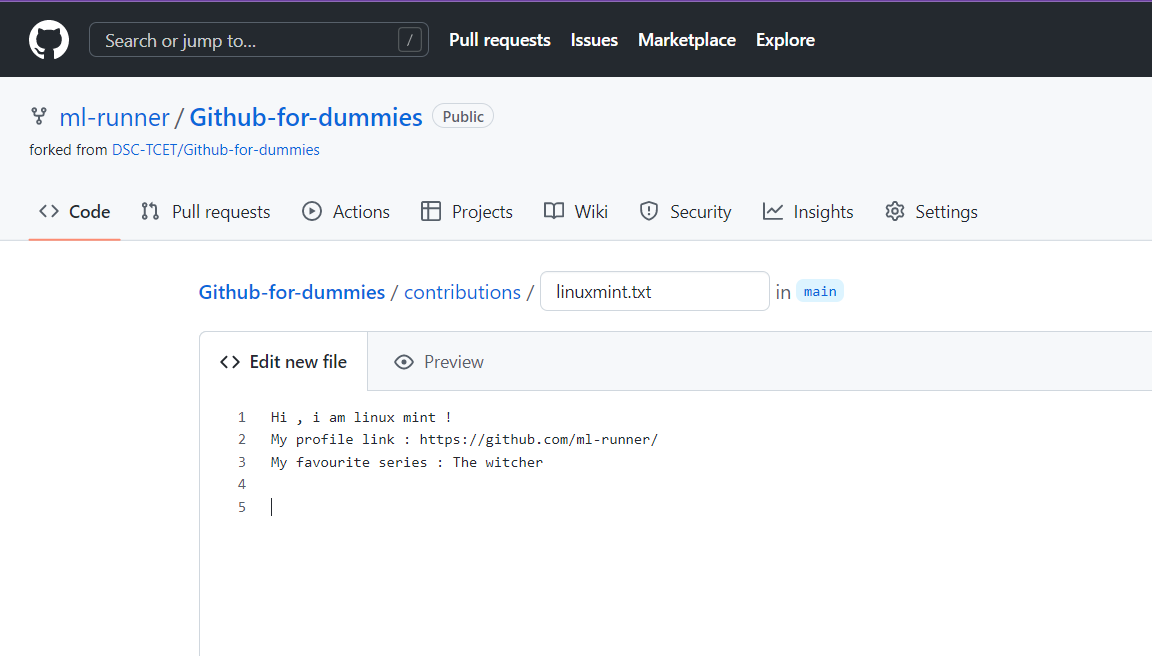 Search or jump to... /
Pull requests Issues Marketplace Explore
ml-runner / Github-for-dummies Public
forked from DSC-TCET/Github-for-dummies
Code Pull requests Actions Projects Wiki Security Insights Settings
Github-for-dummies / contributions / linuxmint.txt in main
<> Edit new file Preview
1 Hi , i am linux mint !
2 My profile link : https://github.com/ml-runner/
3 My favourite series : The witcher
4
5